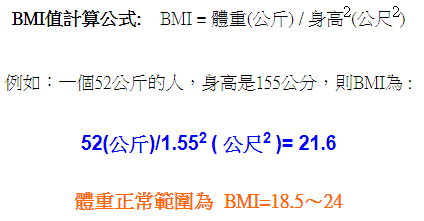 BMI值計算公式: BMI = 體重(公斤) / 身高²(公尺²)
例如：一個52公斤的人，身高是155公分，則BMI為 :
52(公斤)/1.55² ( 公尺² )= 21.6
體重正常範圍為 BMI=18.5～24